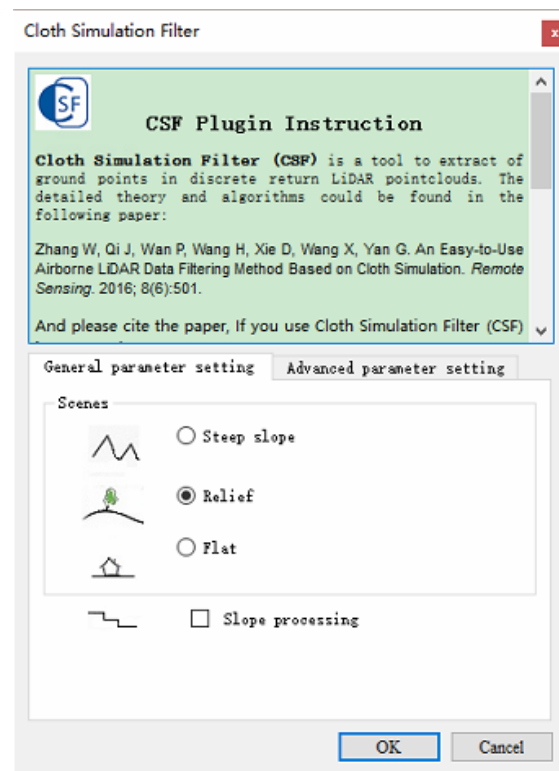 Cloth Simulation Filter
x
CSF
CSF Plugin Instruction
Cloth Simulation Filter (CSF) is a tool to extract of
ground points in discrete return LiDAR pointclouds. The
detailed theory and algorithms could be found in the
following paper:
Zhang W, Qi J, Wan P, Wang H, Xie D, Wang X, Yan G. An Easy-to-Use
Airborne LiDAR Data Filtering Method Based on Cloth Simulation. Remote
Sensing. 2016; 8(6):501.
And please cite the paper, If you use Cloth Simulation Filter (CSF)
General parameter setting
Advanced parameter setting
Scenes
Steep slope
Relief
Flat
Slope processing
OK
Cancel